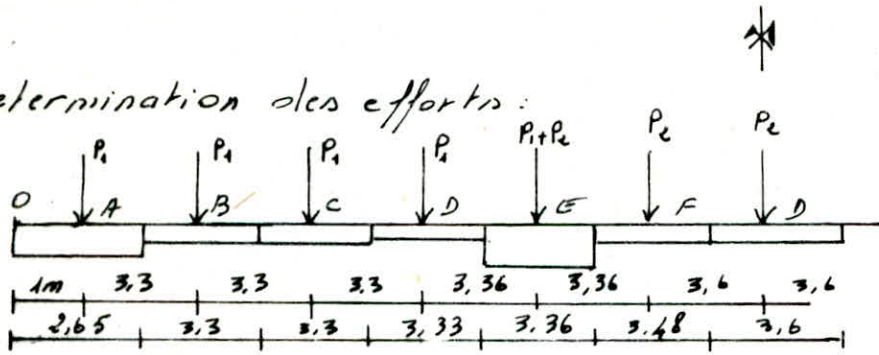 etermination des efforts :
P₁ P₁ P₁ P₁ P₁+P₂ P₂ P₂
O A B C D E F D
1m 3,3 3,3 3,3 3,36 3,36 3,6 3,6
2,65 3,3 3,3 3,33 3,36 3,48 3,6